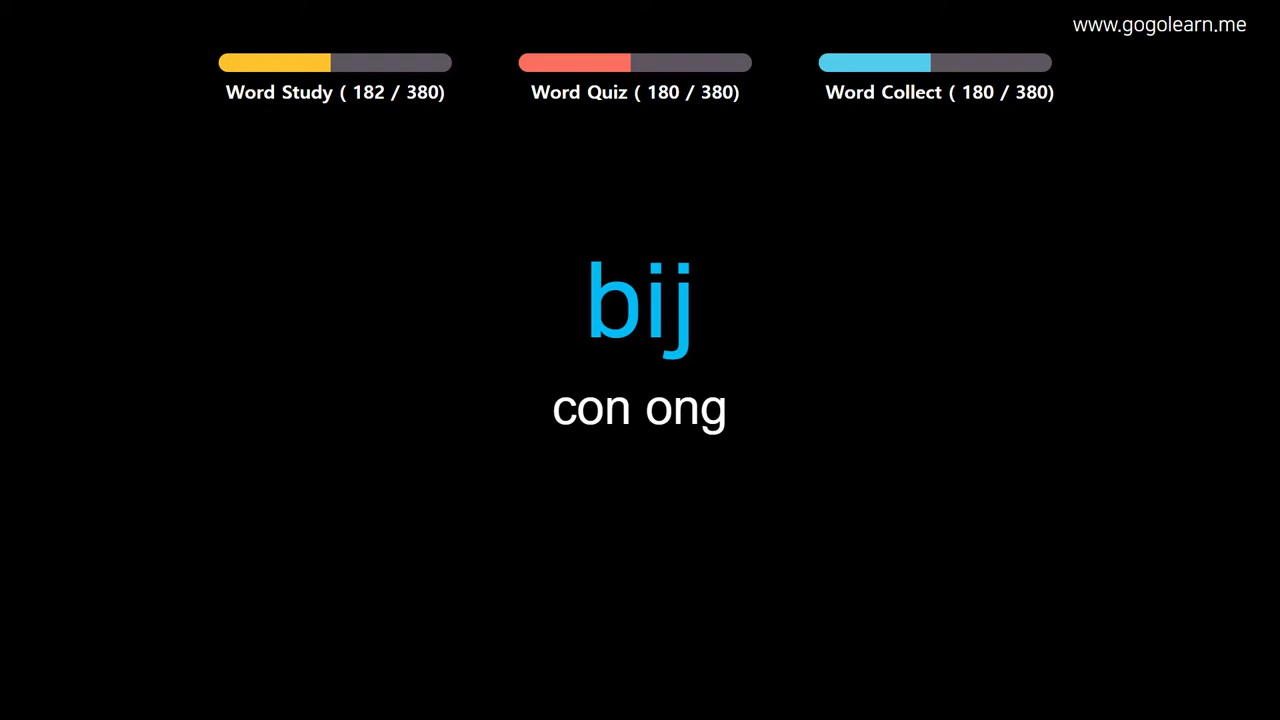 www.gogolearn.me
Word Study ( 182 / 380)
Word Quiz ( 180 / 380)
Word Collect ( 180 / 380)
bij
con ong